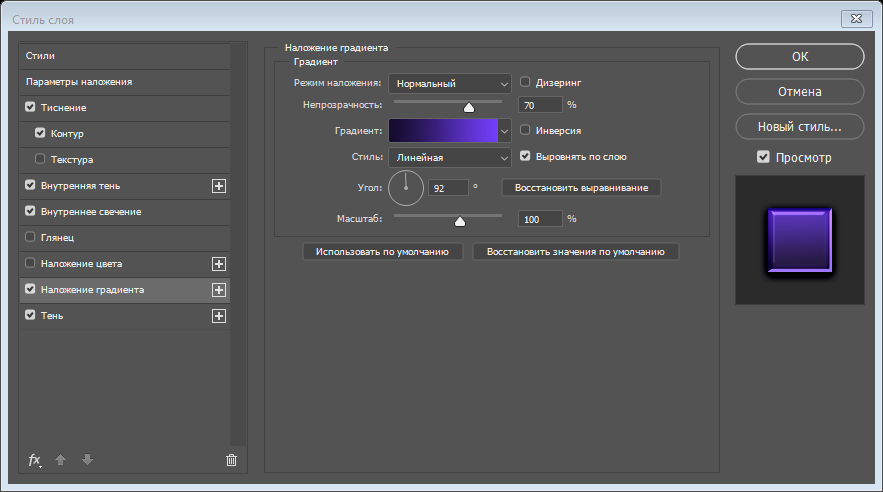 Стиль слоя
Стили
Параметры наложения
Тиснение
Контур
Текстура
Внутренняя тень
Внутреннее свечение
Глянец
Наложение цвета
Наложение градиента
Тень
fx
Наложение градиента
Градиент
Режим наложения: Нормальный Дизеринг
Непрозрачность: 70 %
Градиент: Инверсия
Стиль: Линейная Выровнять по слою
Угол: 92 ° Восстановить выравнивание
Масштаб: 100 %
Использовать по умолчанию Восстановить значения по умолчанию
ОК
Отмена
Новый стиль...
Просмотр